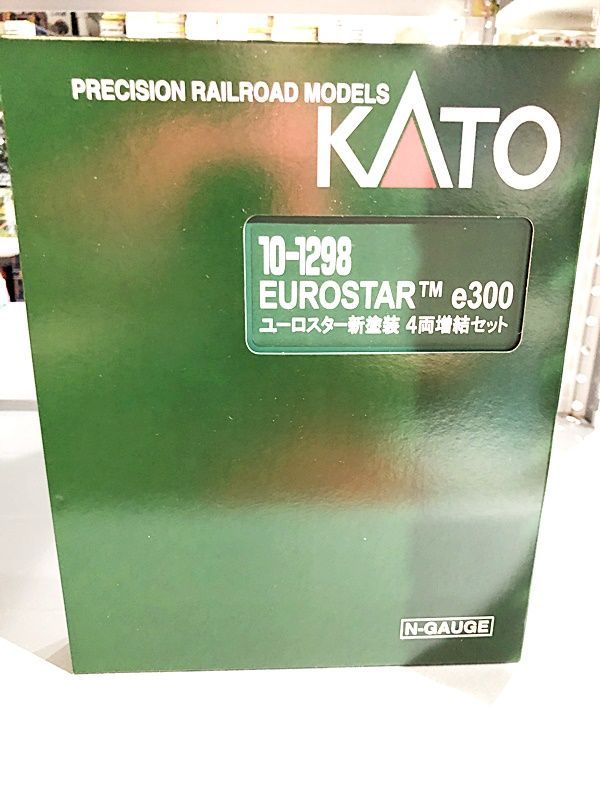 PRECISION RAILROAD MODELS
KATO
10-1298
EUROSTAR™ e300
ユーロスター新塗装 4両増結セット
N-GAUGE